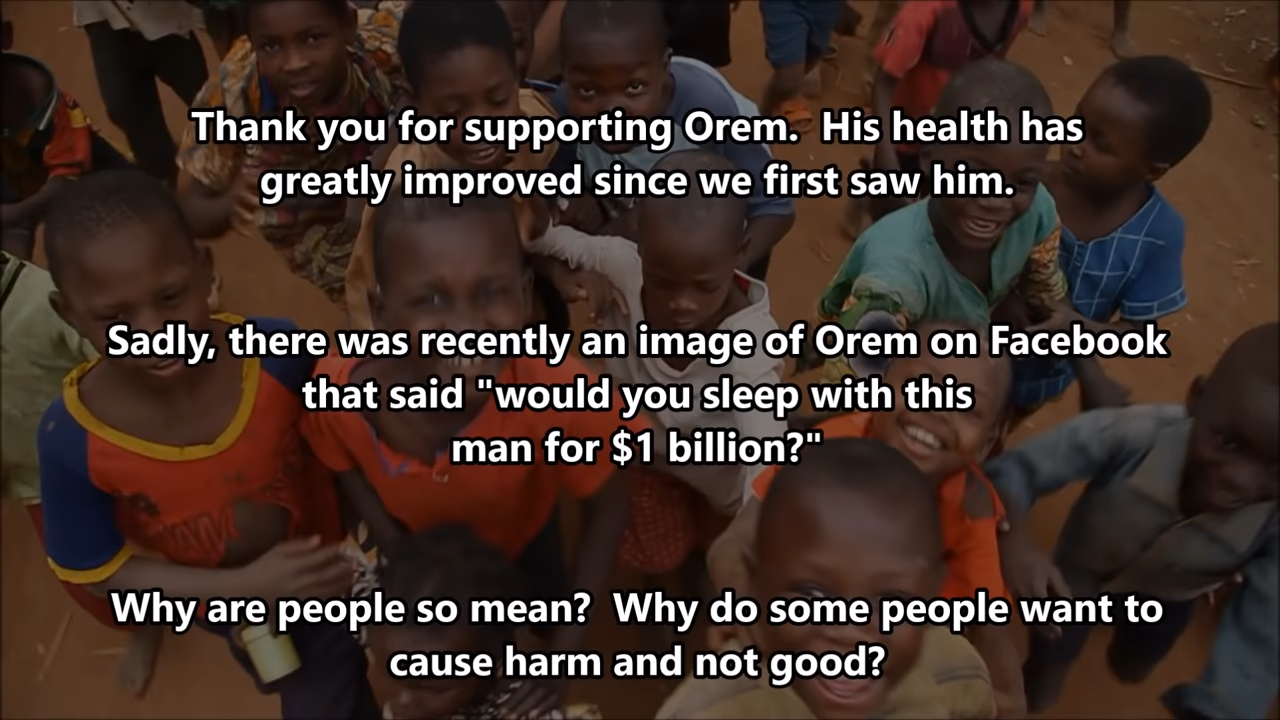 Thank you for supporting Orem.  His health has
greatly improved since we first saw him.
Sadly, there was recently an image of Orem on Facebook
that said "would you sleep with this
man for $1 billion?"
Why are people so mean?  Why do some people want to
cause harm and not good?